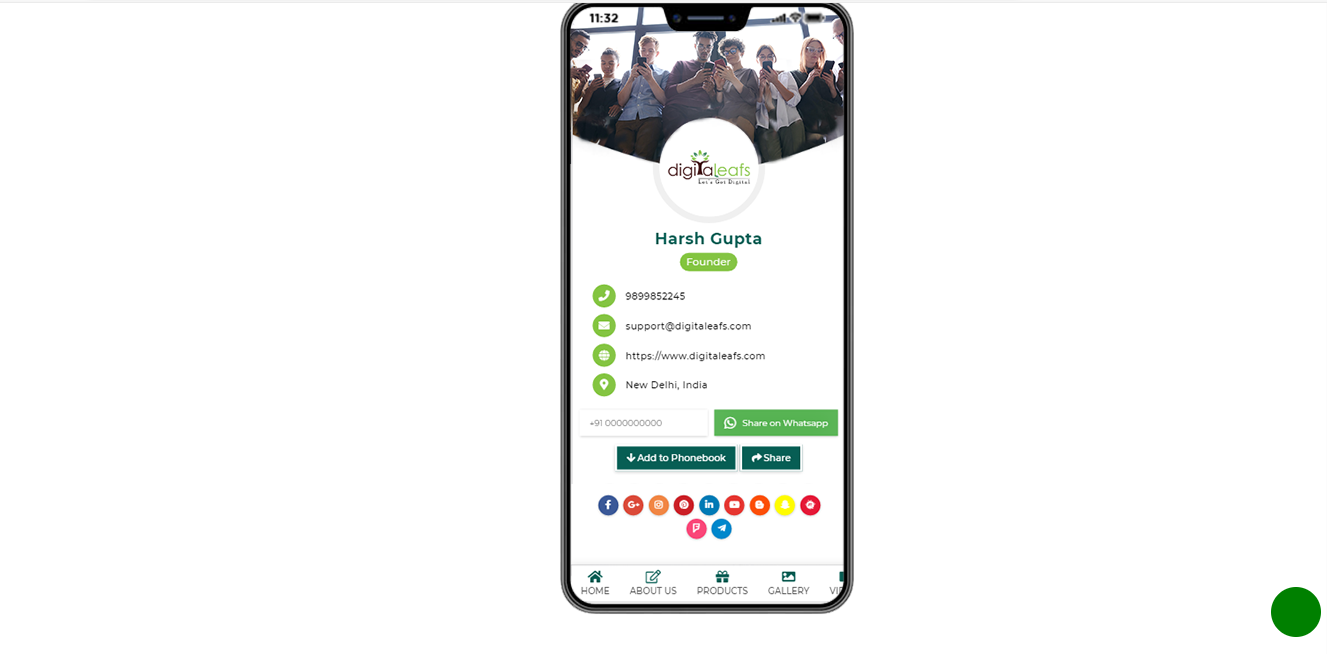 11:32
digitaleafs
Let's Get Digital
Harsh Gupta
Founder
9899852245
support@digitaleafs.com
https://www.digitaleafs.com
New Delhi, India
+91 0000000000
Share on Whatsapp
Add to Phonebook
Share
HOME
ABOUT US
PRODUCTS
GALLERY